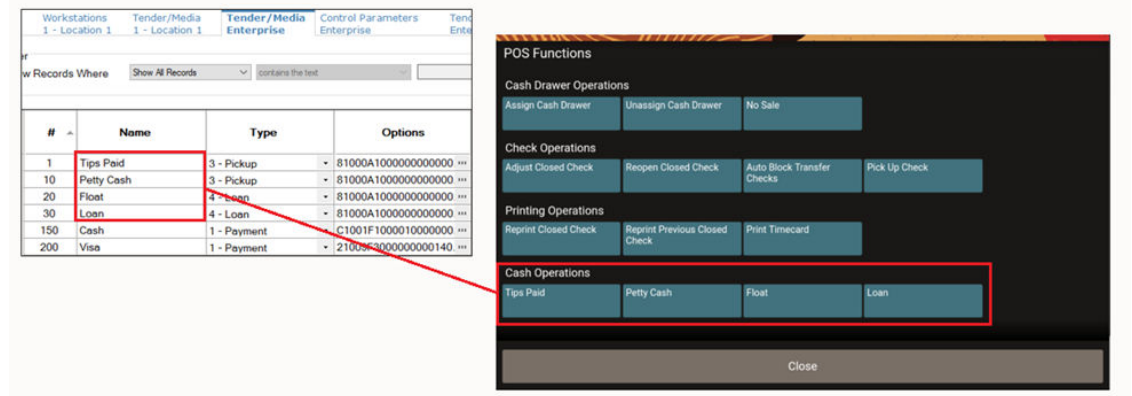 Workstations Tender/Media Tender/Media Control Parameters
1 - Location 1 1 - Location 1 Enterprise Enterprise
Records Where Show All Records contains the text
# Name Type Options
1 Tips Paid 3 - Pickup 81000A1000000000000 ...
10 Petty Cash 3 - Pickup 81000A1000000000000 ...
20 Float 4 - Loan 81000A1000000000000 ...
30 Loan 4 - Loan 81000A1000000000000 ...
150 Cash 1 - Payment C1001F1000010000000 ...
200 Visa 1 - Payment ...
POS Functions
Cash Drawer Operations
Assign Cash Drawer Unassign Cash Drawer No Sale
Check Operations
Adjust Closed Check Reopen Closed Check Auto Block Transfer Pick Up Check
Checks
Printing Operations
Reprint Closed Check Reprint Previous Closed Print Timecard
Check
Cash Operations
Tips Paid Petty Cash Float Loan
Close